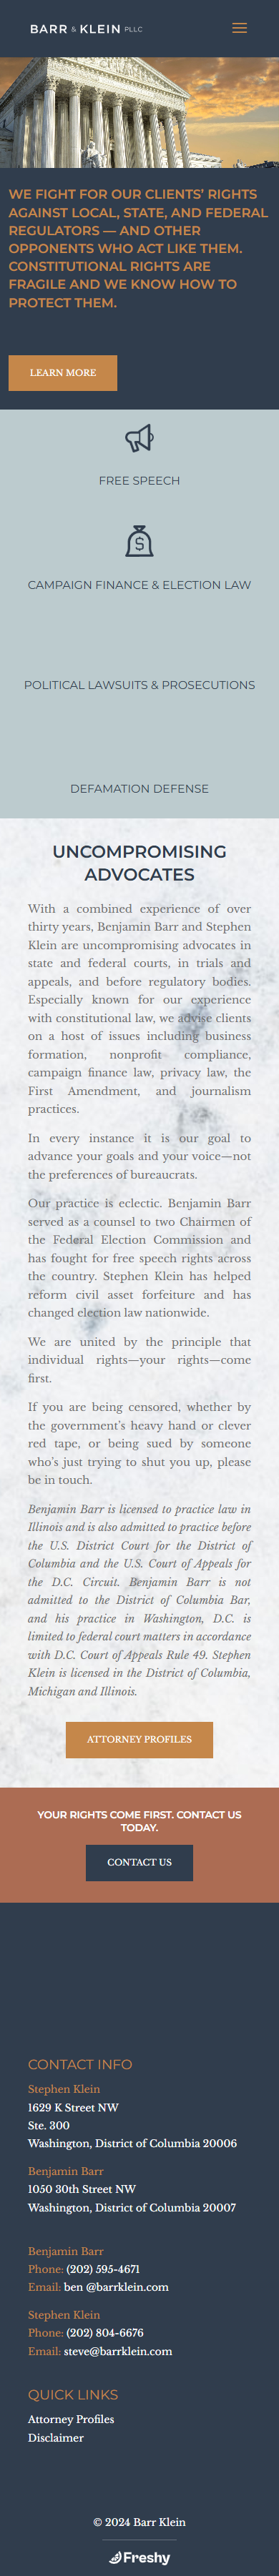 BARR & KLEIN PLLC
WE FIGHT FOR OUR CLIENTS’ RIGHTS
AGAINST LOCAL, STATE, AND FEDERAL
REGULATORS — AND OTHER
OPPONENTS WHO ACT LIKE THEM.
CONSTITUTIONAL RIGHTS ARE
FRAGILE AND WE KNOW HOW TO
PROTECT THEM.
LEARN MORE
FREE SPEECH
CAMPAIGN FINANCE & ELECTION LAW
POLITICAL LAWSUITS & PROSECUTIONS
DEFAMATION DEFENSE
UNCOMPROMISING
ADVOCATES
With a combined experience of over
thirty years, Benjamin Barr and Stephen
Klein are uncompromising advocates in
state and federal courts, in trials and
appeals, and before regulatory bodies.
Especially known for our experience
with constitutional law, we advise clients
on a host of issues including business
formation, nonprofit compliance,
campaign finance law, privacy law, the
First Amendment, and journalism
practices.
In every instance it is our goal to
advance your goals and your voice—not
the preferences of bureaucrats.
Our practice is eclectic. Benjamin Barr
served as a counsel to two Chairmen of
the Federal Election Commission and
has fought for free speech rights across
the country. Stephen Klein has helped
reform civil asset forfeiture and has
changed election law nationwide.
We are united by the principle that
individual rights—your rights—come
first.
If you are being censored, whether by
the government’s heavy hand or clever
red tape, or being sued by someone
who’s just trying to shut you up, please
be in touch.
Benjamin Barr is licensed to practice law in
Illinois and is also admitted to practice before
the U.S. District Court for the District of
Columbia and the U.S. Court of Appeals for
the D.C. Circuit. Benjamin Barr is not
admitted to the District of Columbia Bar,
and his practice in Washington, D.C. is
limited to federal court matters in accordance
with D.C. Court of Appeals Rule 49. Stephen
Klein is licensed in the District of Columbia,
Michigan and Illinois.
ATTORNEY PROFILES
YOUR RIGHTS COME FIRST. CONTACT US
TODAY.
CONTACT US
CONTACT INFO
Stephen Klein
1629 K Street NW
Ste. 300
Washington, District of Columbia 20006
Benjamin Barr
1050 30th Street NW
Washington, District of Columbia 20007
Benjamin Barr
Phone: (202) 595-4671
Email: ben @barrklein.com
Stephen Klein
Phone: (202) 804-6676
Email: steve@barrklein.com
QUICK LINKS
Attorney Profiles
Disclaimer
© 2024 Barr Klein
Freshy